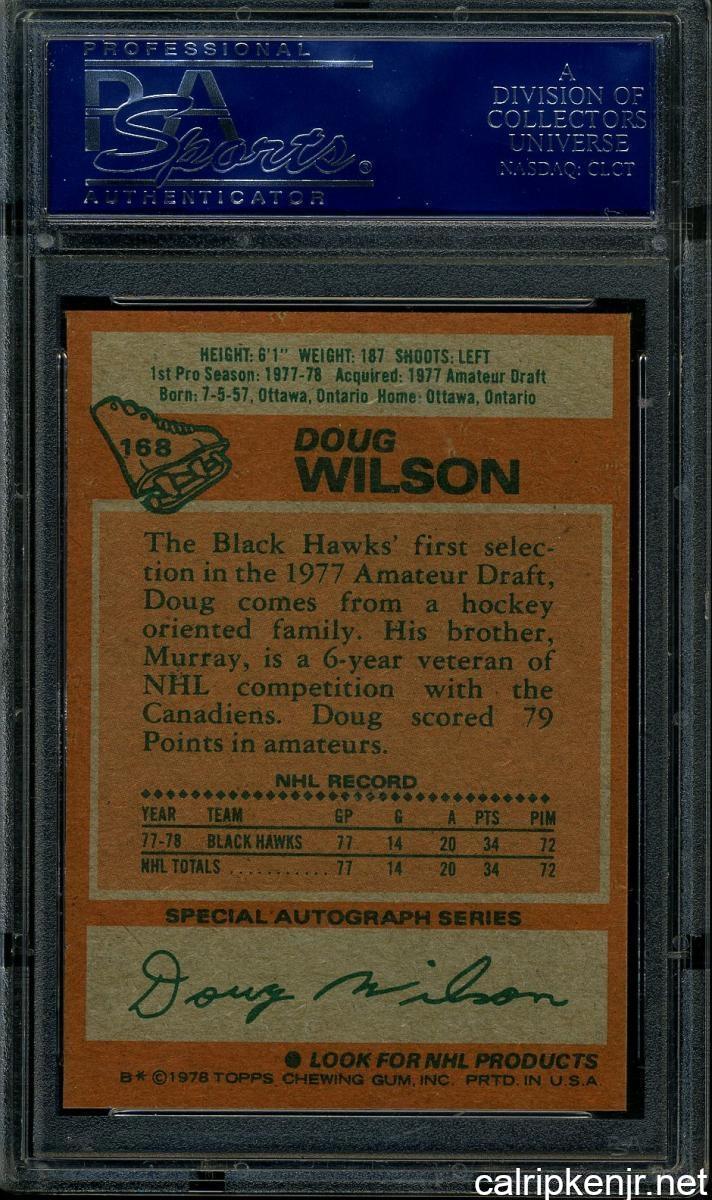 PROFESSIONAL
PSA
Sports
AUTHENTICATOR
A
DIVISION OF
COLLECTORS
UNIVERSE
NASDAQ: CLCT
HEIGHT: 6'1" WEIGHT: 187 SHOOTS: LEFT
1st Pro Season: 1977-78 Acquired: 1977 Amateur Draft
Born: 7-5-57, Ottawa, Ontario Home: Ottawa, Ontario
168
DOUG
WILSON
The Black Hawks' first selec-
tion in the 1977 Amateur Draft,
Doug comes from a hockey
oriented family. His brother,
Murray, is a 6-year veteran of
NHL competition with the
Canadiens. Doug scored 79
Points in amateurs.
NHL RECORD
YEAR TEAM GP G A PTS PIM
77-78 BLACK HAWKS 77 14 20 34 72
NHL TOTALS ............ 77 14 20 34 72
SPECIAL AUTOGRAPH SERIES
Doug Wilson
● LOOK FOR NHL PRODUCTS
B* ©1978 TOPPS CHEWING GUM, INC. PRTD. IN U.S.A.
calripkenjr.net